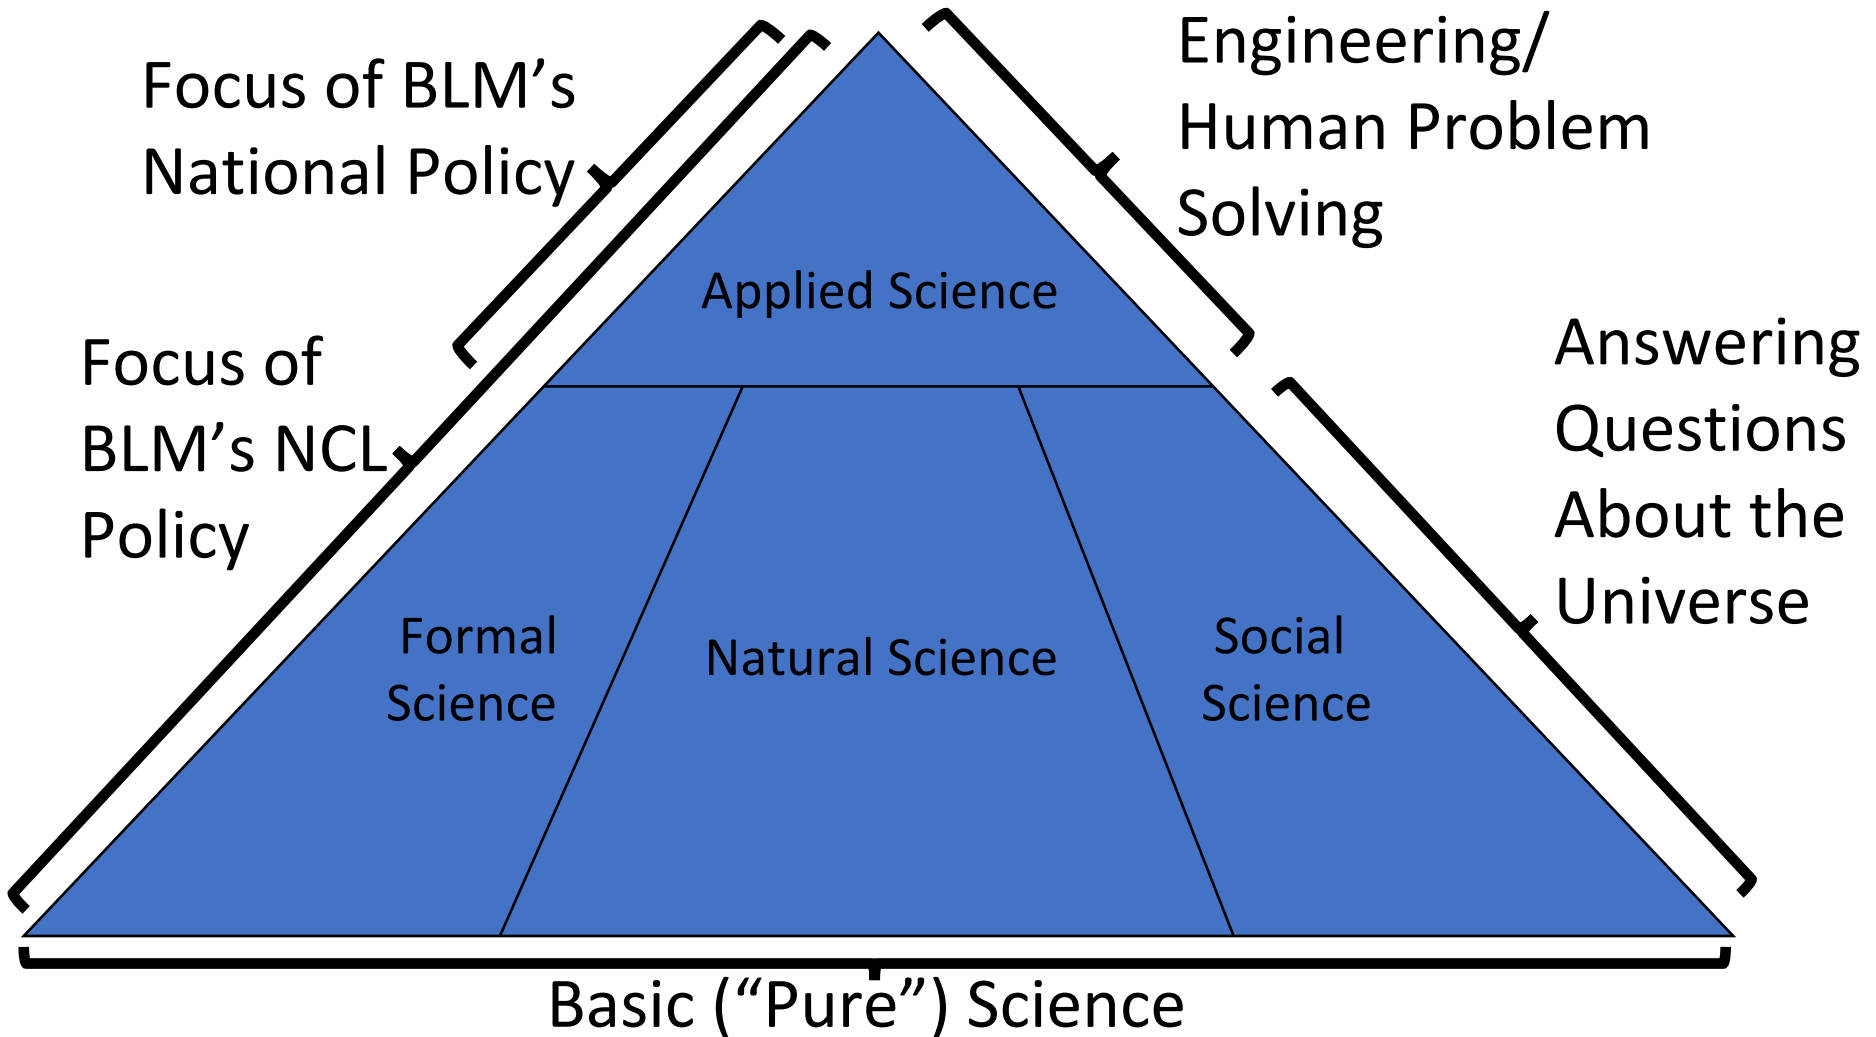 Focus of BLM’s
National Policy
Engineering/
Human Problem
Solving
Applied Science
Focus of
BLM’s NCL
Policy
Answering
Questions
About the
Universe
Formal
Science
Natural Science
Social
Science
Basic (“Pure”) Science